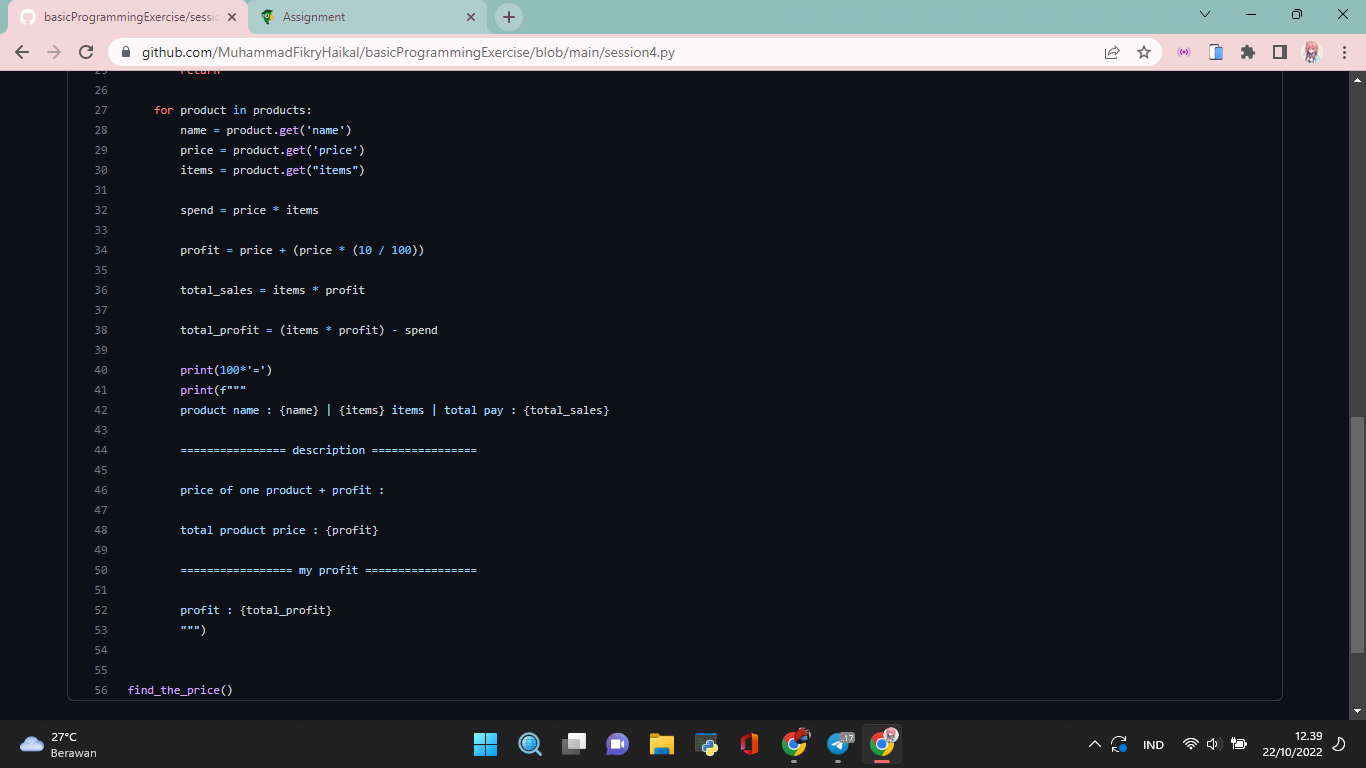 basicProgrammingExercise/sessio
Assignment
github.com/MuhammadFikryHaikal/basicProgrammingExercise/blob/main/session4.py
25 return
26
27 for product in products:
28 name = product.get('name')
29 price = product.get('price')
30 items = product.get("items")
31
32 spend = price * items
33
34 profit = price + (price * (10 / 100))
35
36 total_sales = items * profit
37
38 total_profit = (items * profit) - spend
39
40 print(100*'=')
41 print(f"""
42 product name : {name} | {items} items | total pay : {total_sales}
43
44 ================ description ================
45
46 price of one product + profit :
47
48 total product price : {profit}
49
50 ================= my profit =================
51
52 profit : {total_profit}
53 """)
54
55
56 find_the_price()
27°C
Berawan
17
IND
12.39
22/10/2022